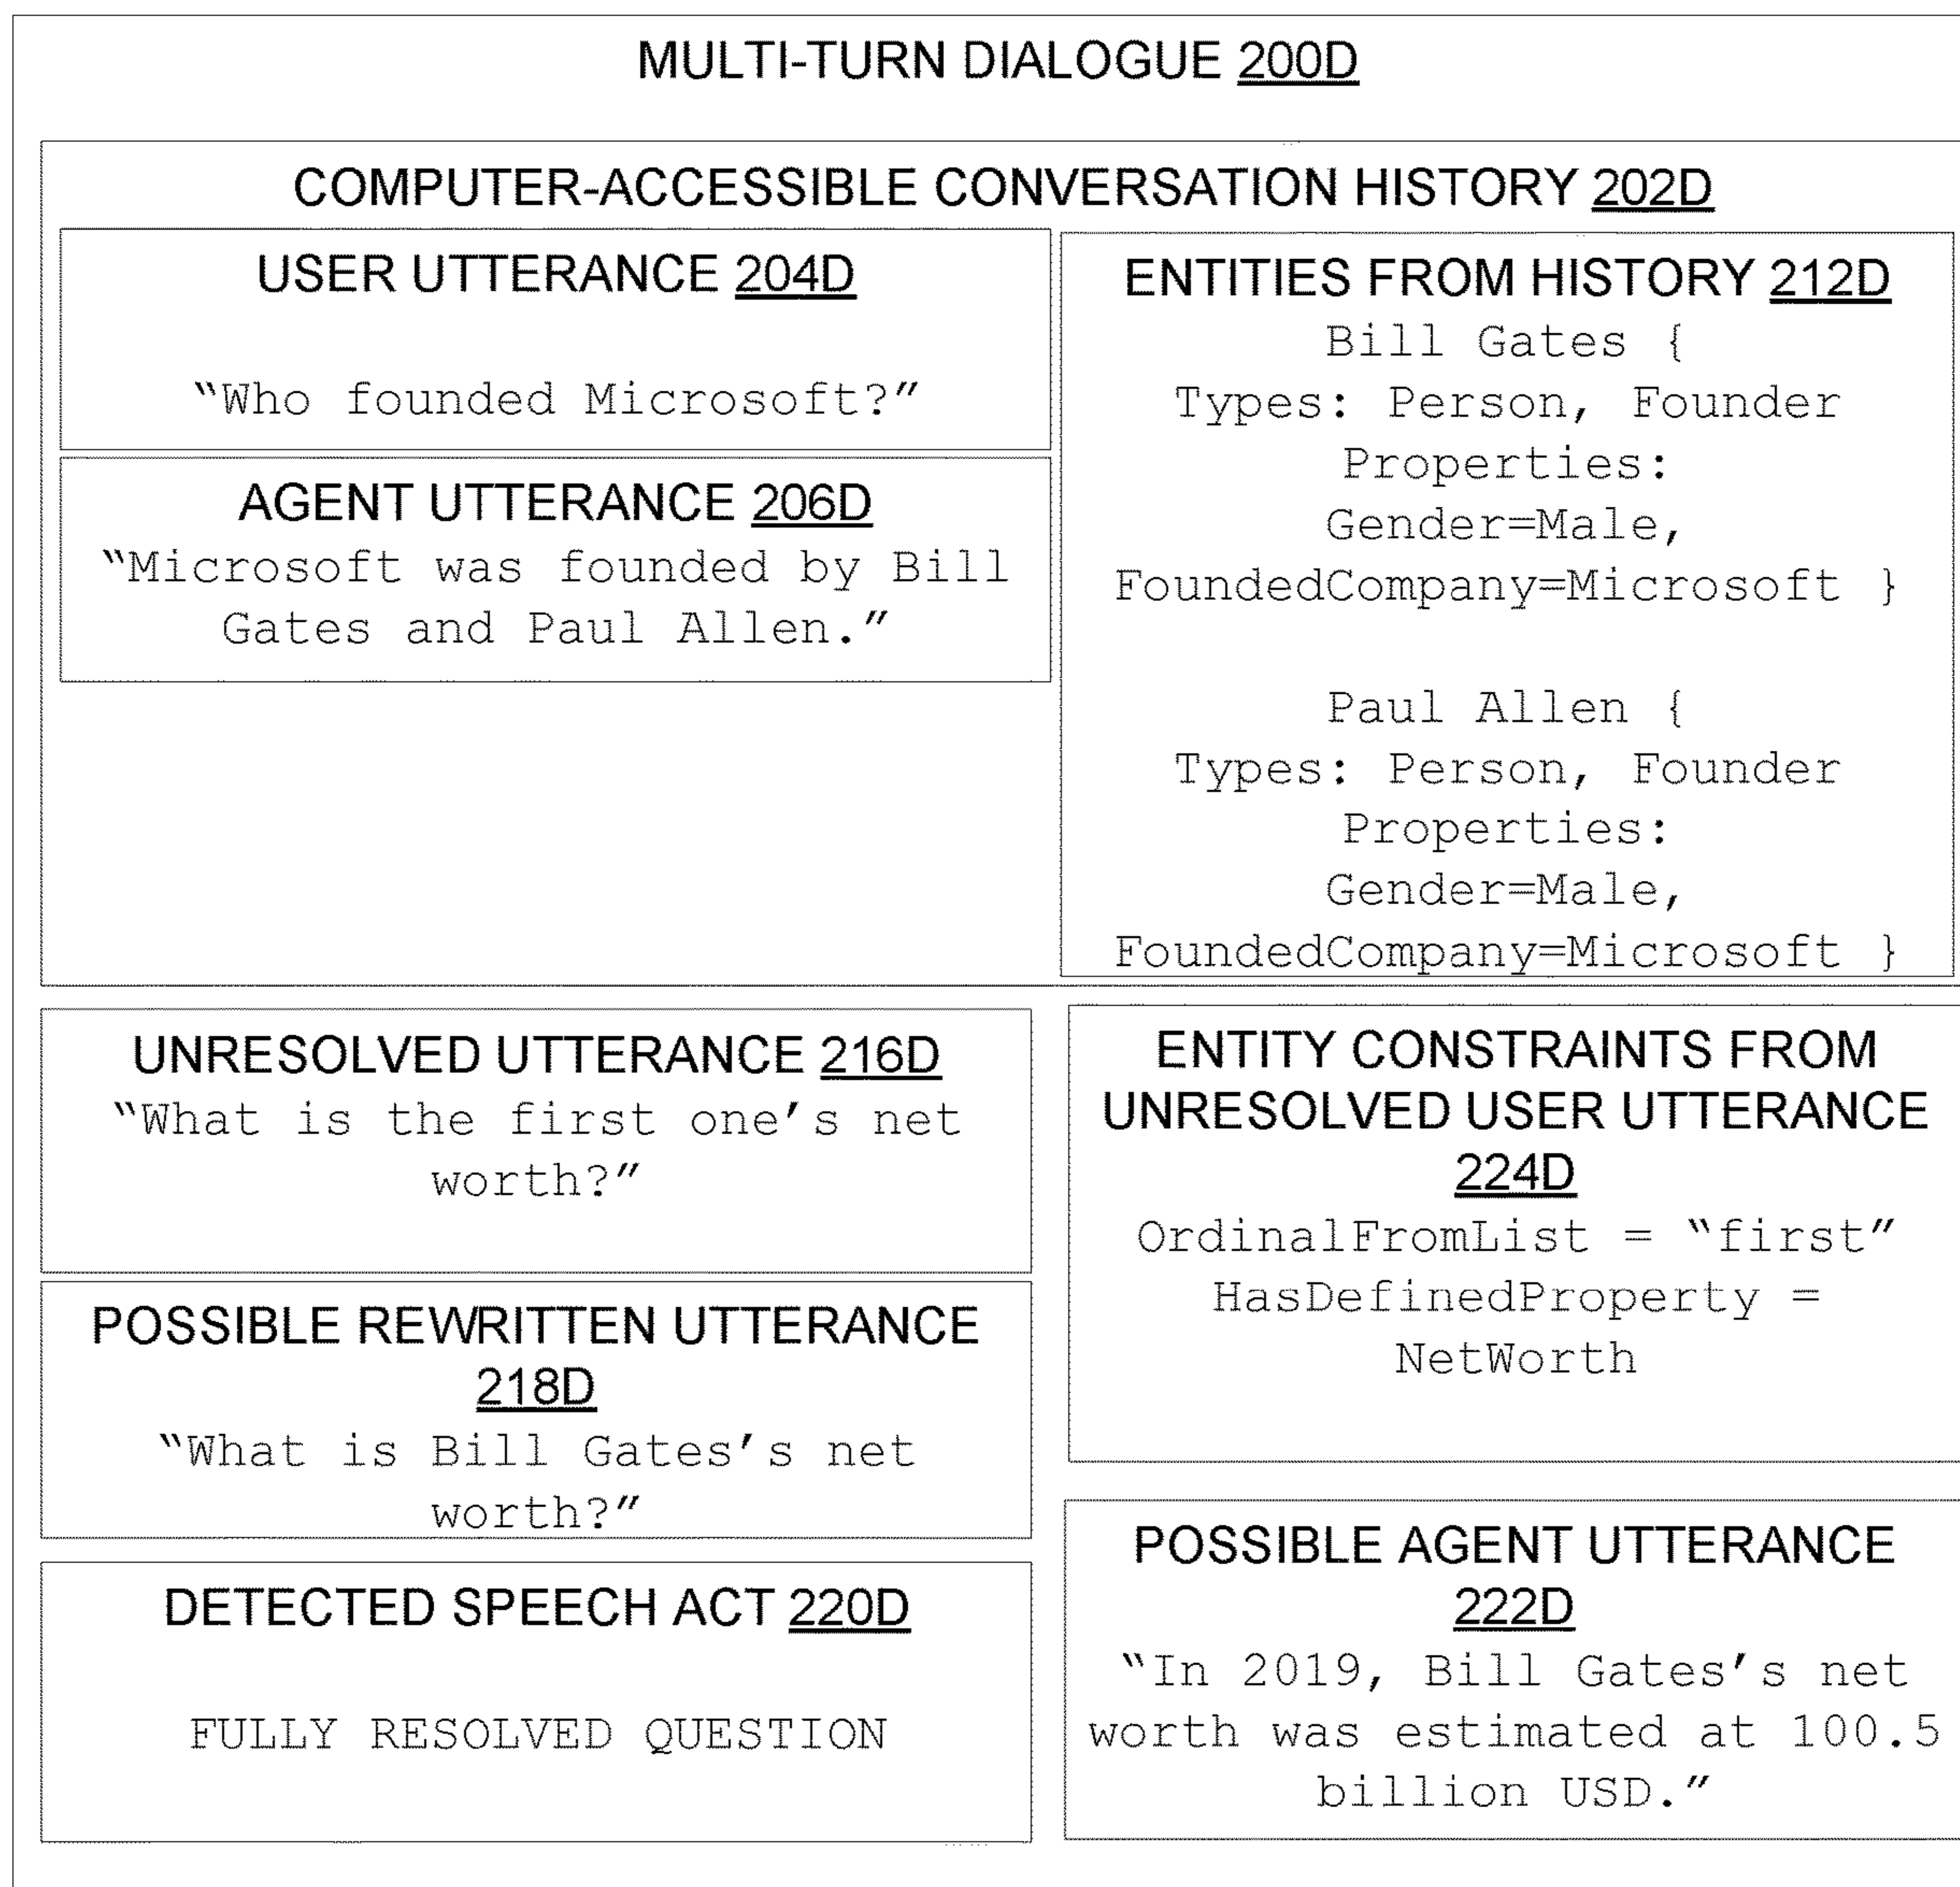 MULTI-TURN DIALOGUE 200D
COMPUTER-ACCESSIBLE CONVERSATION HISTORY 202D
USER UTTERANCE 204D
“Who founded Microsoft?”
AGENT UTTERANCE 206D
“Microsoft was founded by Bill
Gates and Paul Allen.”
ENTITIES FROM HISTORY 212D
Bill Gates {
Types: Person, Founder
Properties:
Gender=Male,
FoundedCompany=Microsoft }
Paul Allen {
Types: Person, Founder
Properties:
Gender=Male,
FoundedCompany=Microsoft }
UNRESOLVED UTTERANCE 216D
“What is the first one’s net
worth?”
POSSIBLE REWRITTEN UTTERANCE
218D
“What is Bill Gates’s net
worth?”
DETECTED SPEECH ACT 220D
FULLY RESOLVED QUESTION
ENTITY CONSTRAINTS FROM
UNRESOLVED USER UTTERANCE
224D
OrdinalFromList = “first”
HasDefinedProperty =
NetWorth
POSSIBLE AGENT UTTERANCE
222D
“In 2019, Bill Gates’s net
worth was estimated at 100.5
billion USD.”